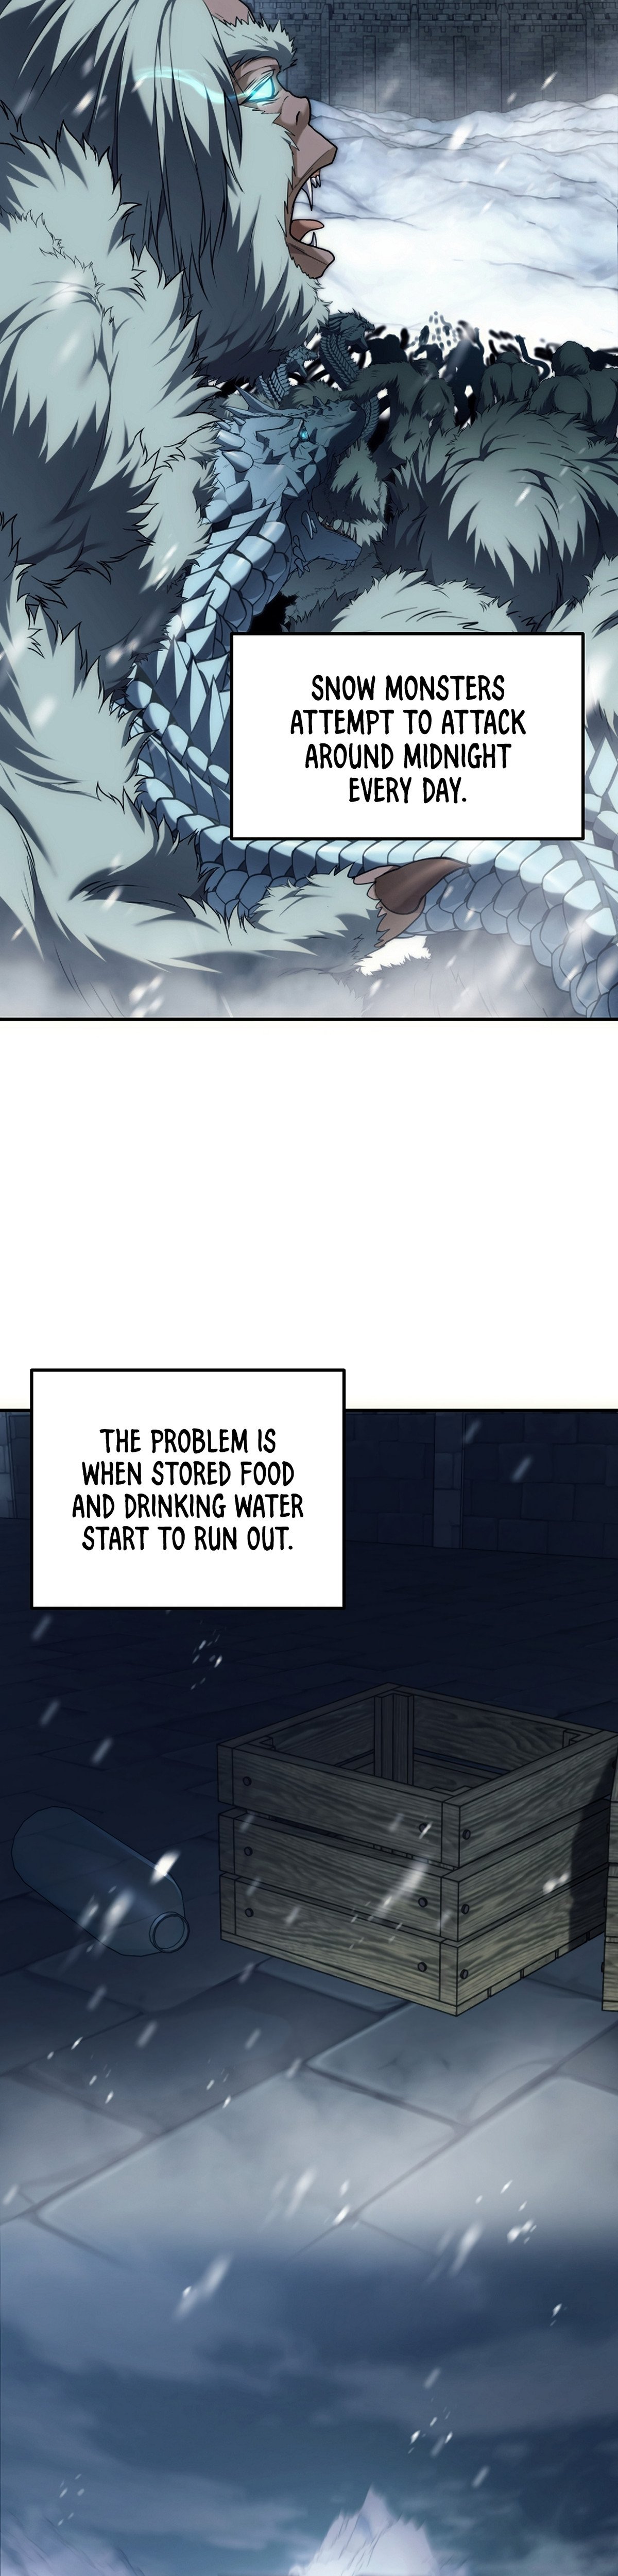 SNOW MONSTERS
ATTEMPT TO ATTACK
AROUND MIDNIGHT
EVERY DAY.
THE PROBLEM IS
WHEN STORED FOOD
AND DRINKING WATER
START TO RUN OUT.